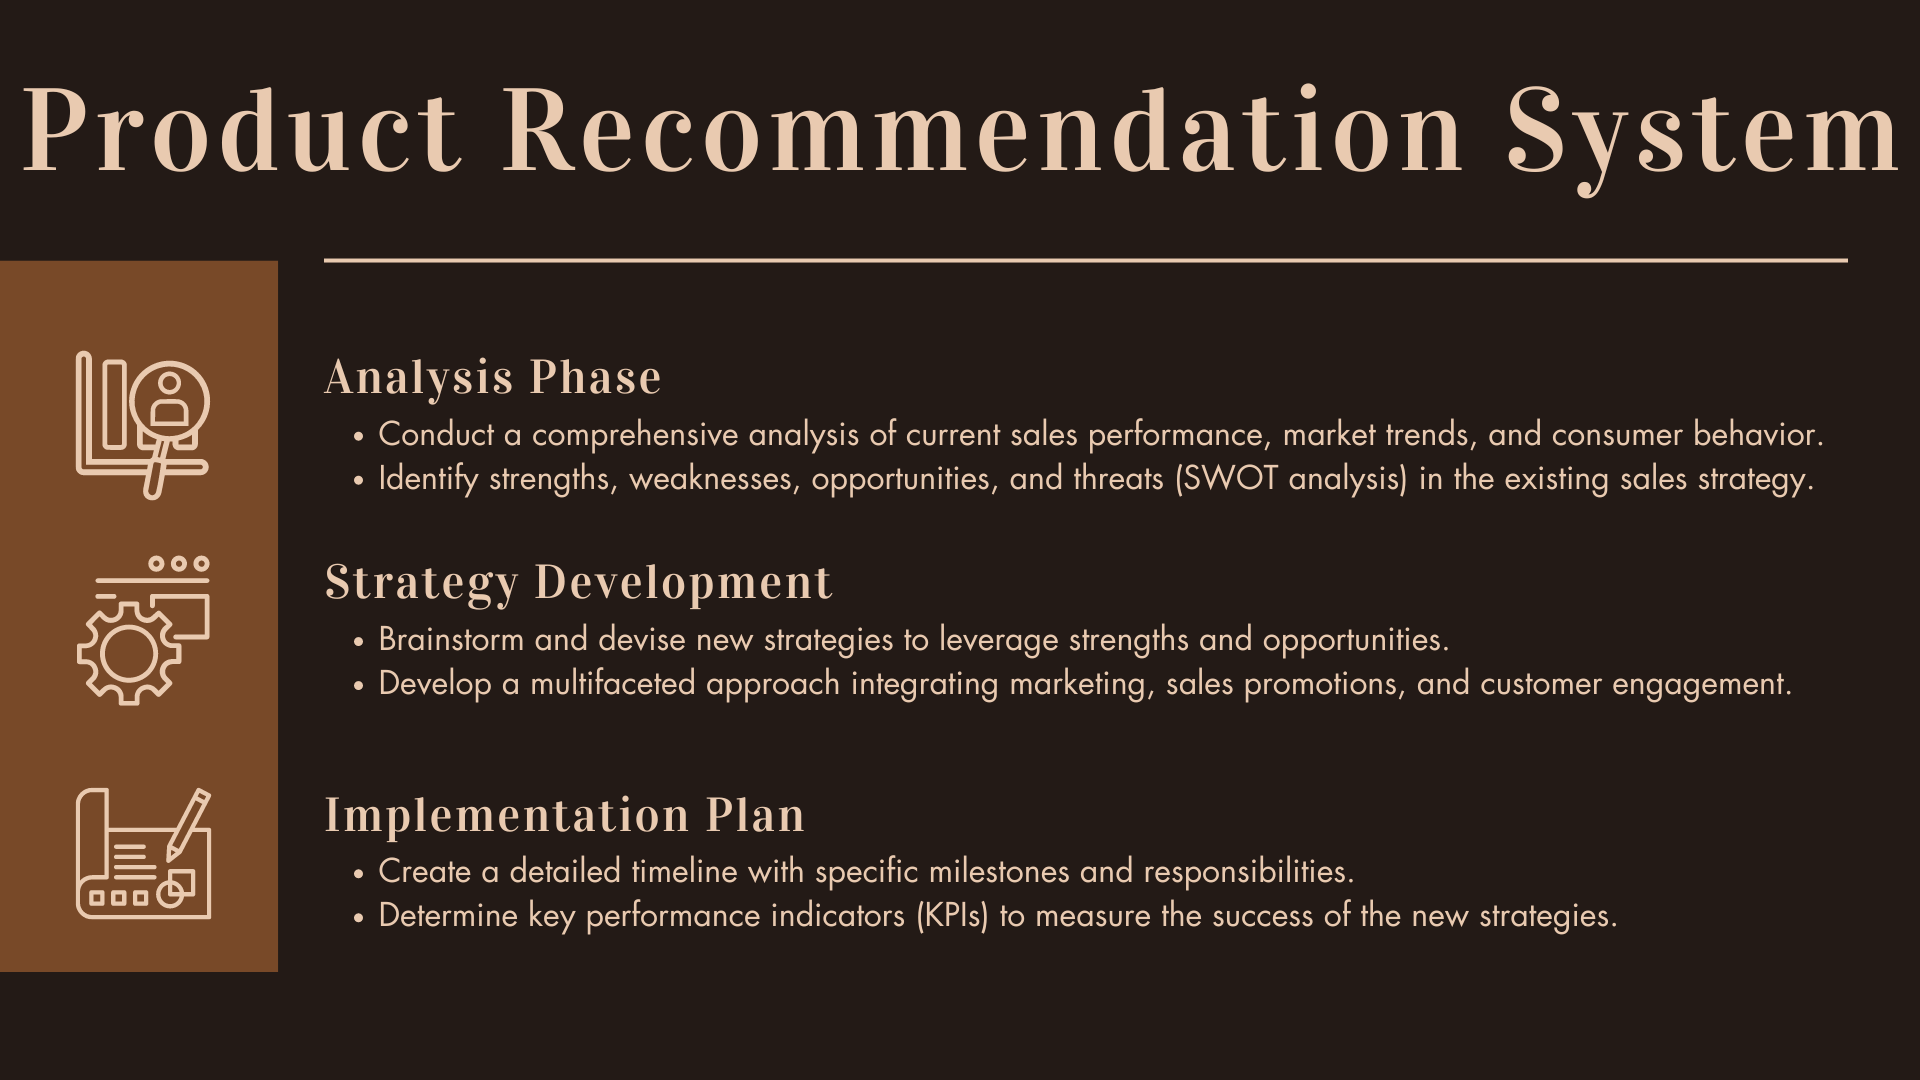 Product Recommendation System
Analysis Phase
• Conduct a comprehensive analysis of current sales performance, market trends, and consumer behavior.
• Identify strengths, weaknesses, opportunities, and threats (SWOT analysis) in the existing sales strategy.
Strategy Development
• Brainstorm and devise new strategies to leverage strengths and opportunities.
• Develop a multifaceted approach integrating marketing, sales promotions, and customer engagement.
Implementation Plan
• Create a detailed timeline with specific milestones and responsibilities.
• Determine key performance indicators (KPIs) to measure the success of the new strategies.